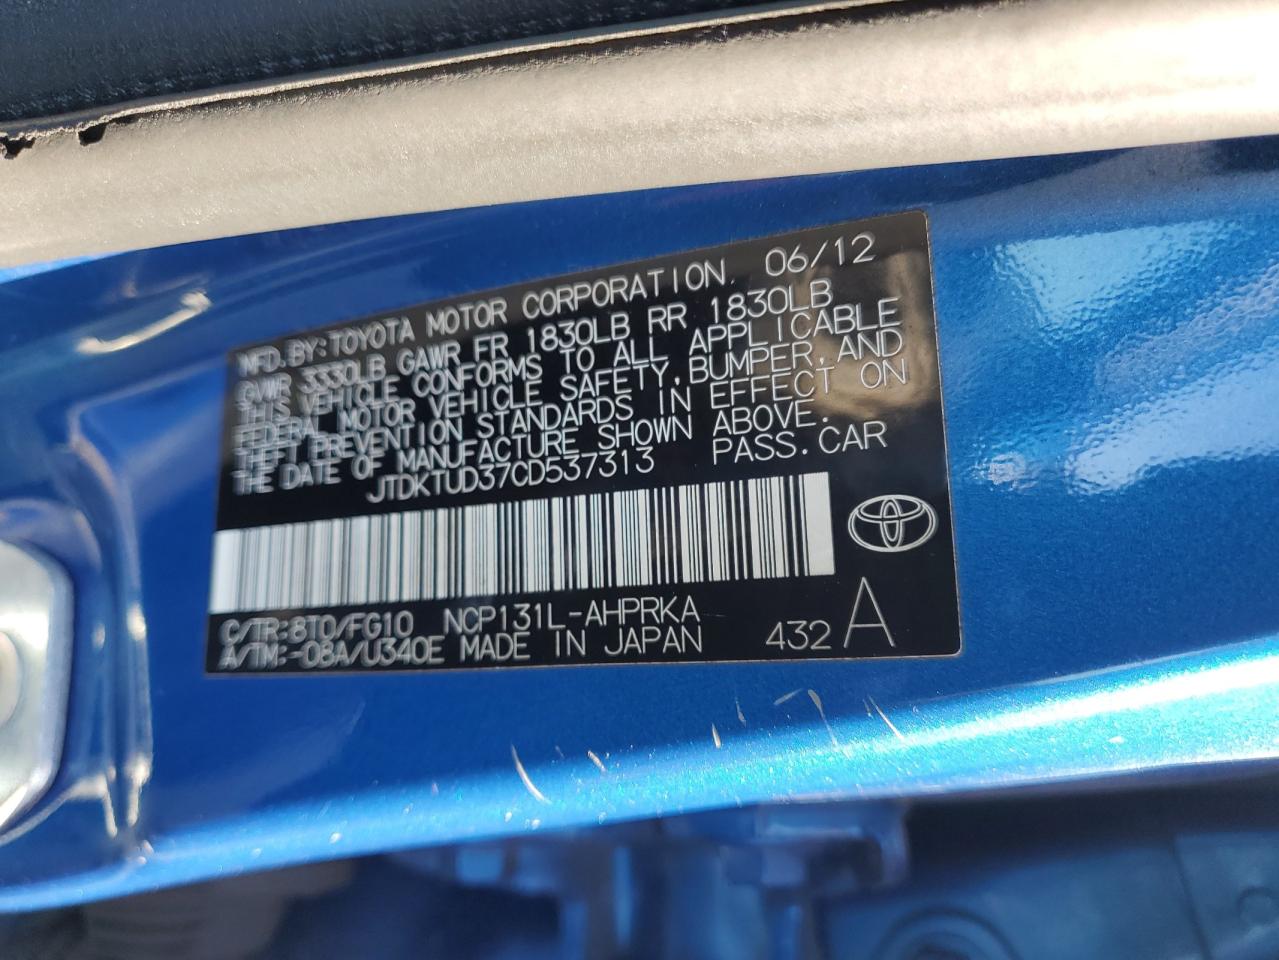 MFD. BY: TOYOTA MOTOR CORPORATION 06/12
GVWR 3330LB GAWR FR 1830LB RR 1830LB
THIS VEHICLE CONFORMS TO ALL APPLICABLE
FEDERAL MOTOR VEHICLE SAFETY, BUMPER, AND
THEFT PREVENTION STANDARDS IN EFFECT ON
THE DATE OF MANUFACTURE SHOWN ABOVE.
JTDKTUD37CD537313 PASS. CAR
C/TR: 8T0/FG10 NCP131L-AHPRKA
A/TM: -08A/U340E MADE IN JAPAN 432 A